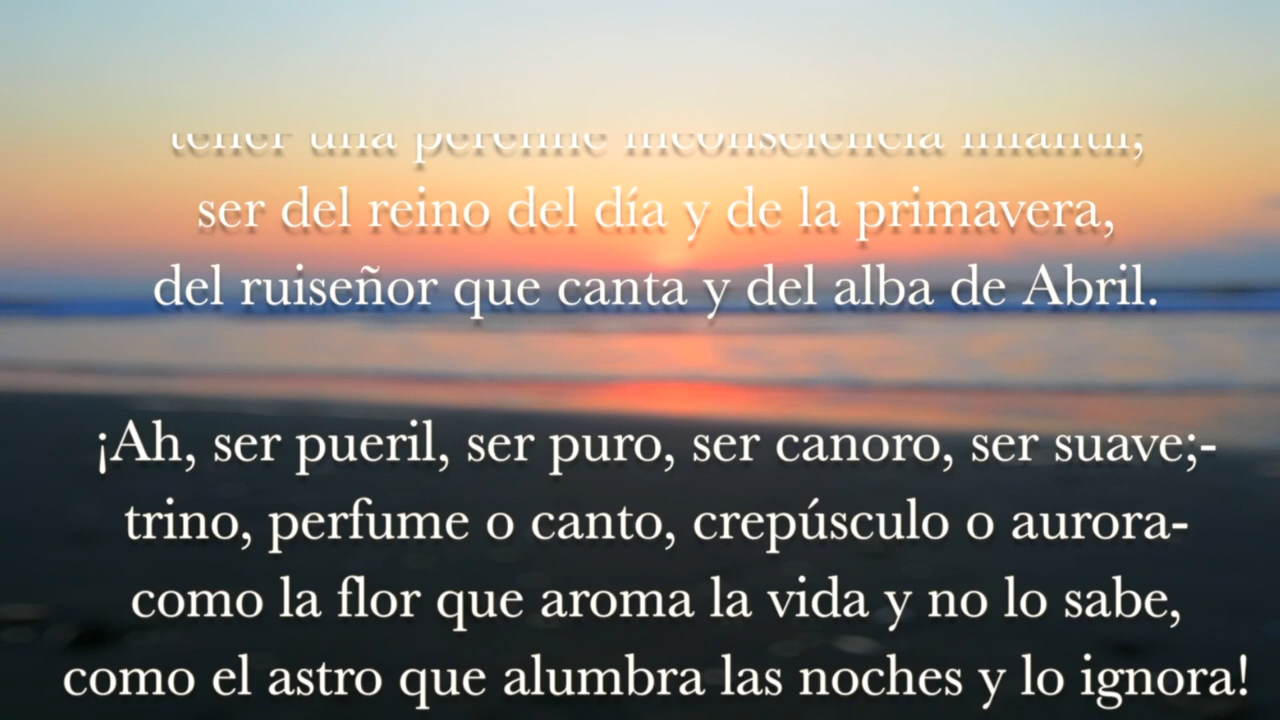 tener una perenne inconsciencia infantil;
ser del reino del día y de la primavera,
del ruiseñor que canta y del alba de Abril.
¡Ah, ser pueril, ser puro, ser canoro, ser suave;-
trino, perfume o canto, crepúsculo o aurora-
como la flor que aroma la vida y no lo sabe,
como el astro que alumbra las noches y lo ignora!